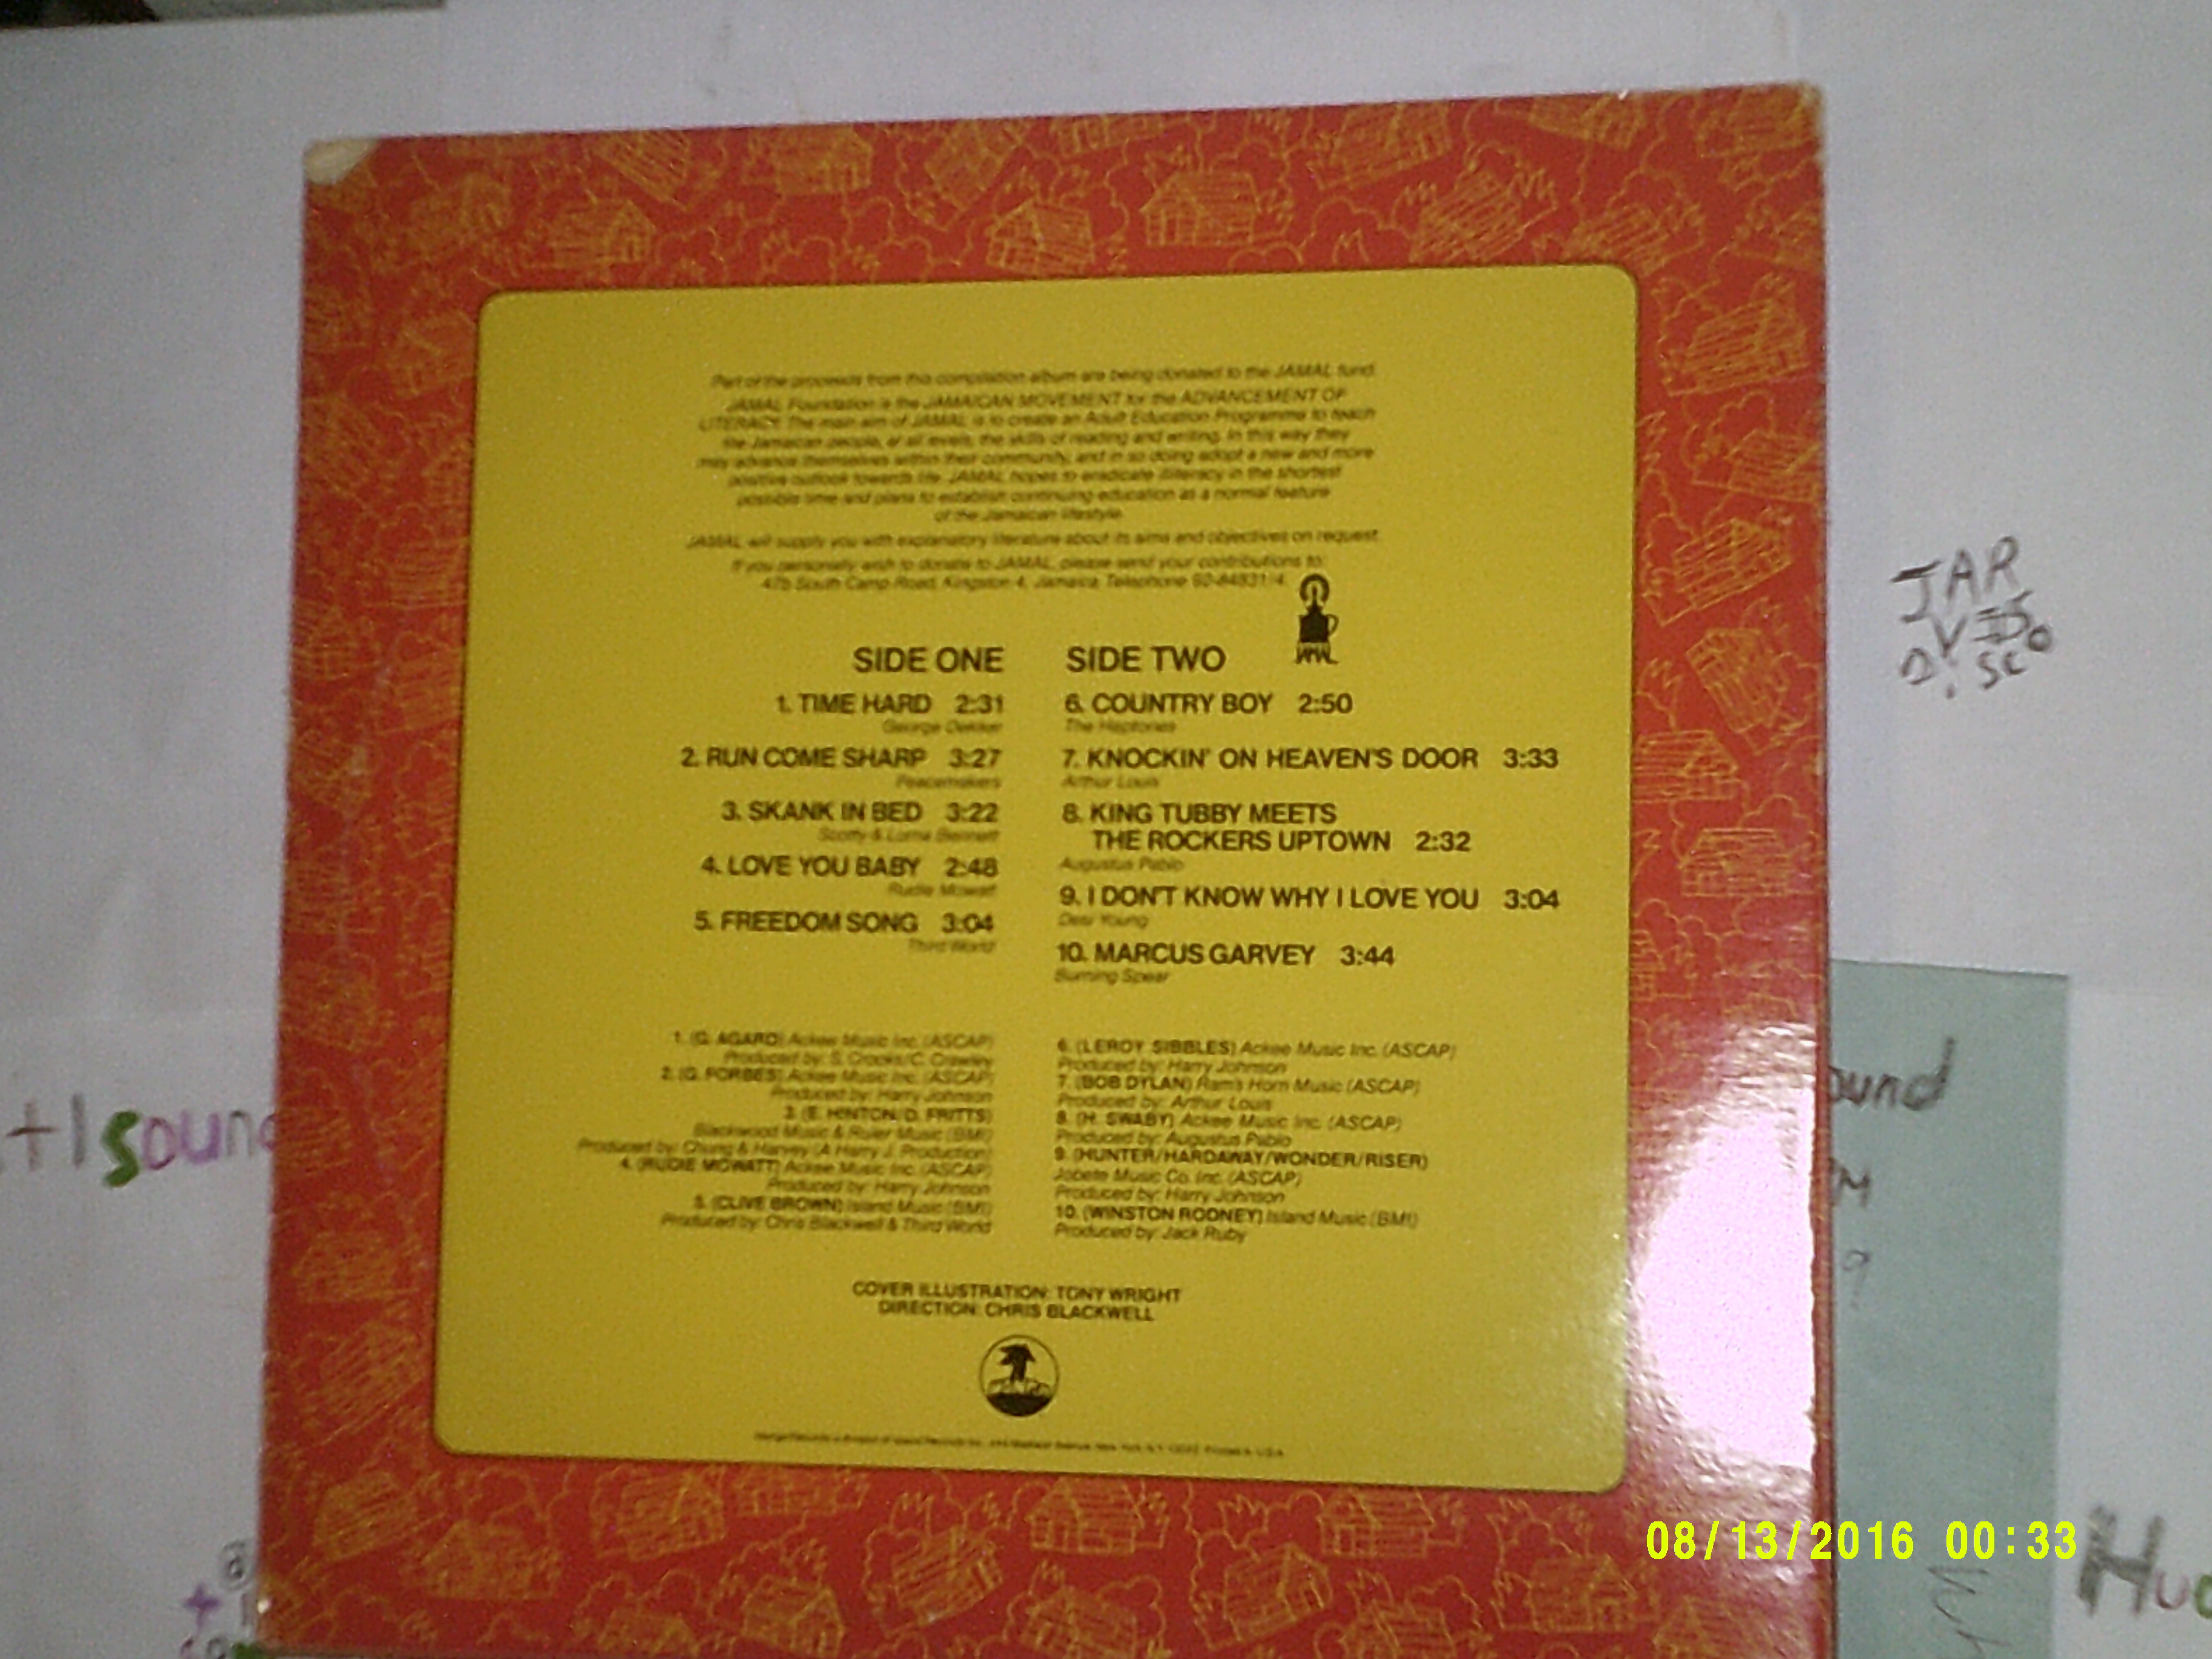 Part of the proceeds from this compilation album are being donated to the JAMAL fund.
JAMAL Foundation is the JAMAICAN MOVEMENT for the ADVANCEMENT OF
LITERACY. The main aim of JAMAL is to create an Adult Education Programme to teach
the Jamaican people, of all levels, the skills of reading and writing. In this way they
may advance themselves within their community, and in so doing adopt a new and more
positive outlook towards life. JAMAL hopes to eradicate illiteracy in the shortest
possible time and plans to establish continuing education as a normal feature
of the Jamaican lifestyle.
JAMAL will supply you with explanatory literature about its aims and objectives on request.
If you personally wish to donate to JAMAL, please send your contributions to:
47b South Camp Road, Kingston 4, Jamaica, Telephone 92-84831/4.
JAMAL
SIDE ONE
1. TIME HARD 2:31
George Dekker
2. RUN COME SHARP 3:27
Peacemakers
3. SKANK IN BED 3:22
Scotty & Lorna Bennett
4. LOVE YOU BABY 2:48
Rudie Mowatt
5. FREEDOM SONG 3:04
Third World
SIDE TWO
6. COUNTRY BOY 2:50
The Heptones
7. KNOCKIN' ON HEAVEN'S DOOR 3:33
Arthur Louis
8. KING TUBBY MEETS
THE ROCKERS UPTOWN 2:32
Augustus Pablo
9. I DON'T KNOW WHY I LOVE YOU 3:04
Desi Young
10. MARCUS GARVEY 3:44
Burning Spear
1. (G. AGARD) Ackee Music Inc. (ASCAP)
Produced by: S. Crooks/C. Crawley
2. (G. FORBES) Ackee Music Inc. (ASCAP)
Produced by: Harry Johnson
3. (E. HINTON/D. FRITTS)
Blackwood Music & Ruler Music (BMI)
Produced by: Chung & Harvey (A Harry J. Production)
4. (RUDIE MOWATT) Ackee Music Inc. (ASCAP)
Produced by: Harry Johnson
5. (CLIVE BROWN) Island Music (BMI)
Produced by: Chris Blackwell & Third World
6. (LEROY SIBBLES) Ackee Music Inc. (ASCAP)
Produced by: Harry Johnson
7. (BOB DYLAN) Ram's Horn Music (ASCAP)
Produced by: Arthur Louis
8. (H. SWABY) Ackee Music Inc. (ASCAP)
Produced by: Augustus Pablo
9. (HUNTER/HARDAWAY/WONDER/RISER)
Jobete Music Co. Inc. (ASCAP)
Produced by: Harry Johnson
10. (WINSTON RODNEY) Island Music (BMI)
Produced by: Jack Ruby
COVER ILLUSTRATION: TONY WRIGHT
DIRECTION: CHRIS BLACKWELL
JAR
+1sound
ound
08/13/2016 00:33